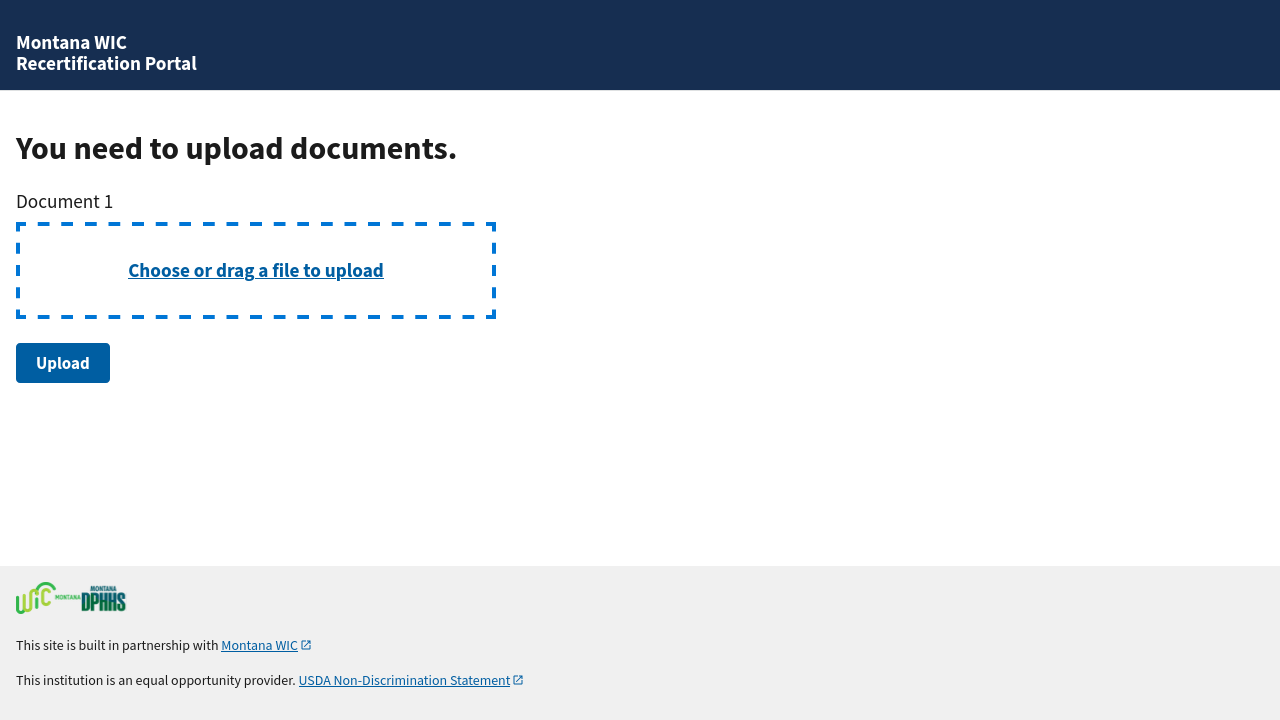 Montana WIC
Recertification Portal
You need to upload documents.
Document 1
Choose or drag a file to upload
Upload
WIC MONTANA MONTANA DPHHS
This site is built in partnership with Montana WIC
This institution is an equal opportunity provider. USDA Non-Discrimination Statement